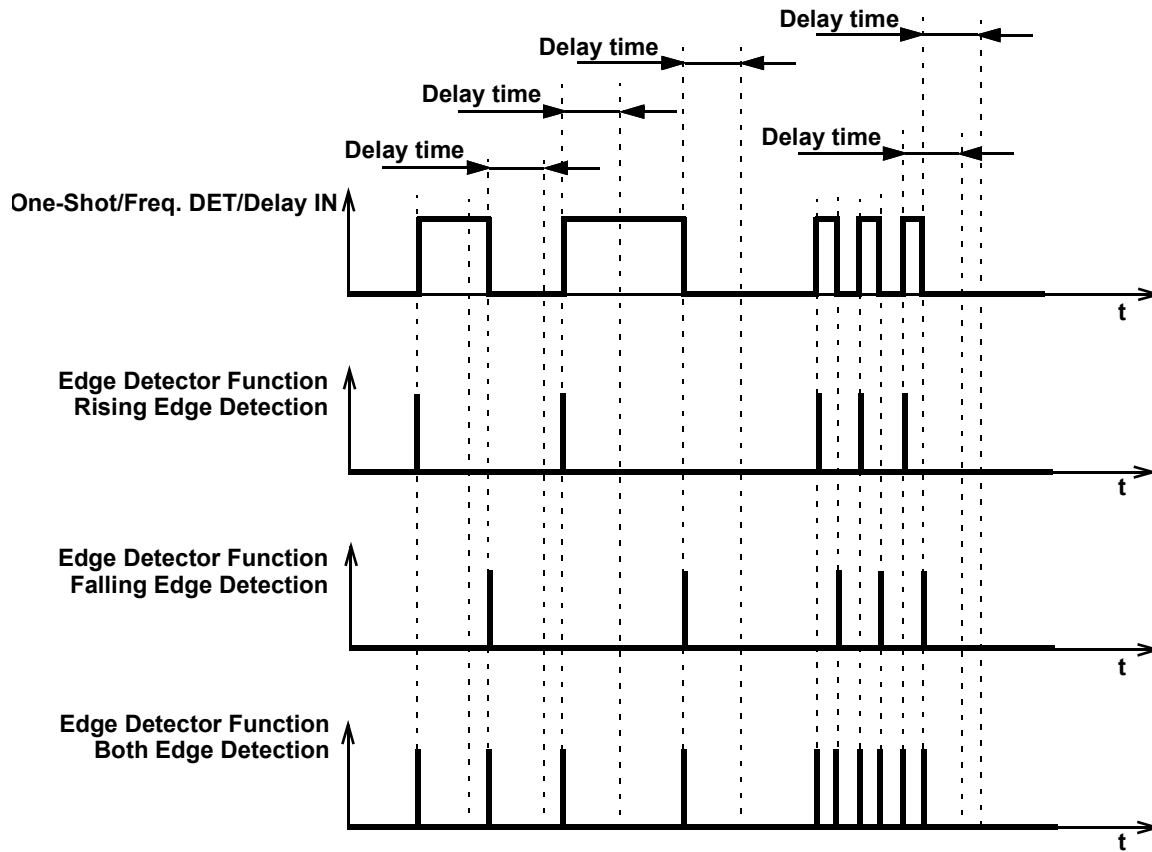 Delay time
Delay time
Delay time
Delay time
Delay time
One-Shot/Freq. DET/Delay IN
t
Edge Detector Function
Rising Edge Detection
t
Edge Detector Function
Falling Edge Detection
t
Edge Detector Function
Both Edge Detection
t